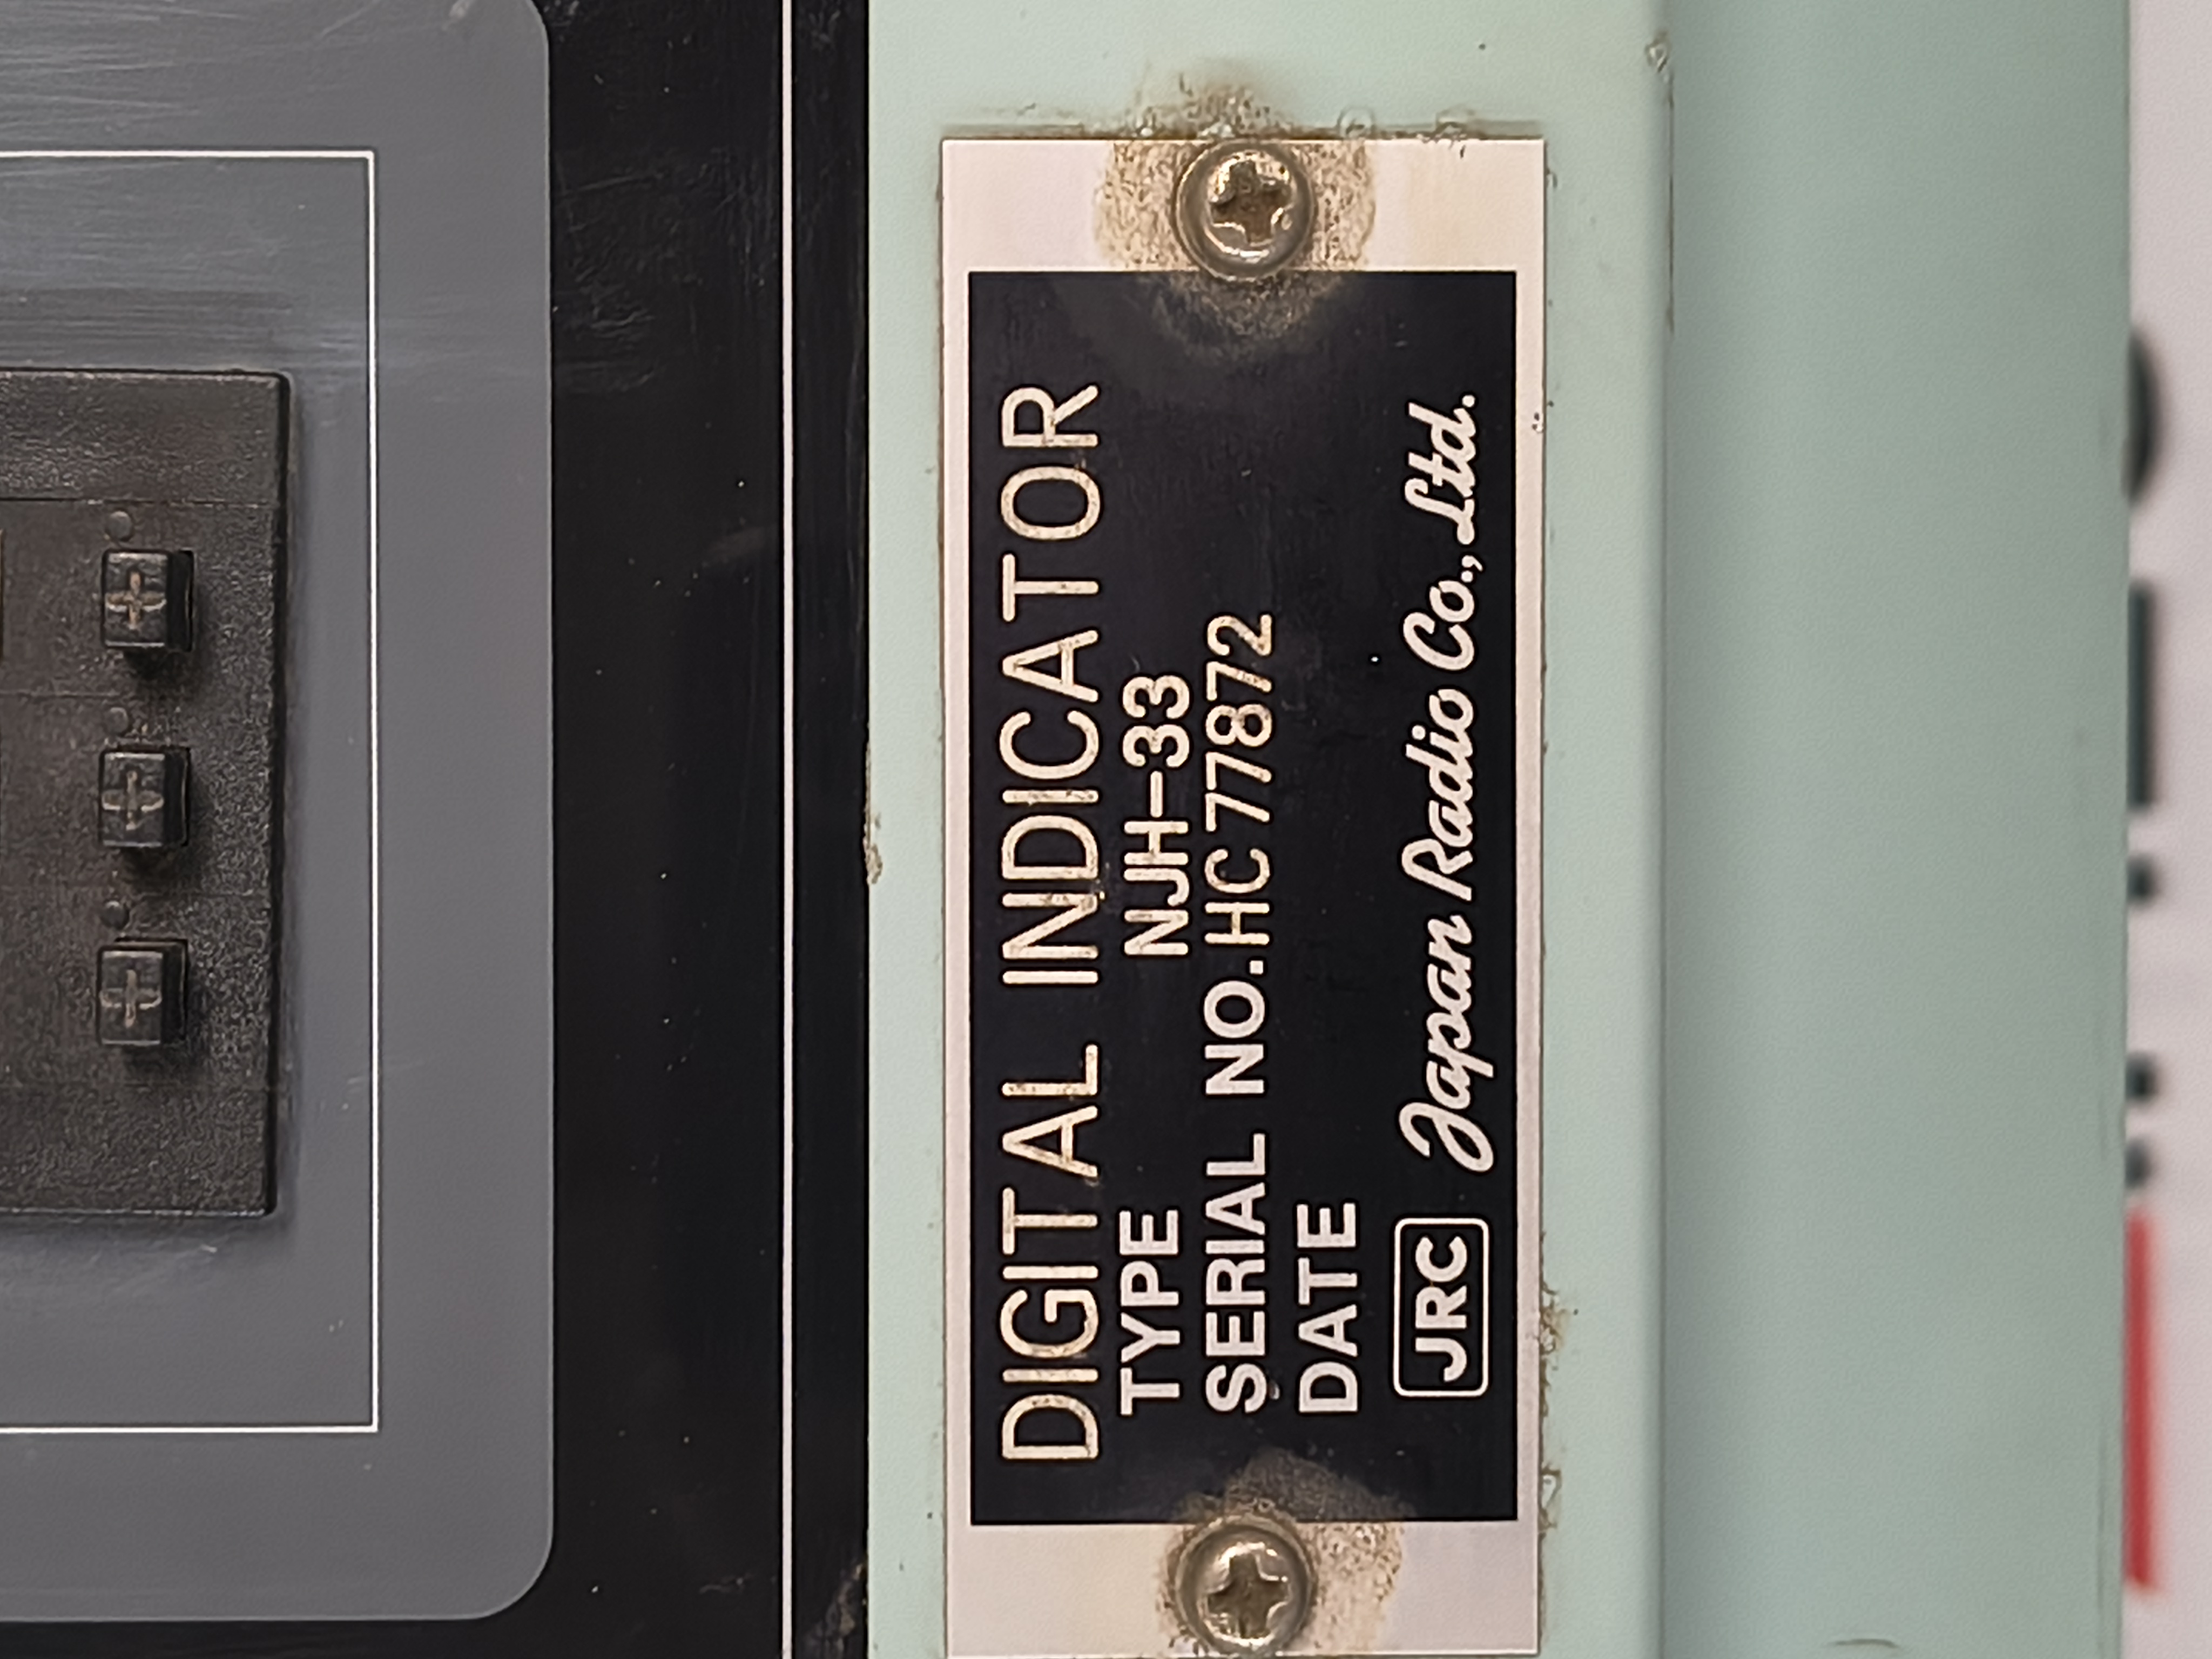 DIGITAL INDICATOR
TYPE NJH-33
SERIAL NO.HC77872
DATE
JRC Japan Radio Co., Ltd.